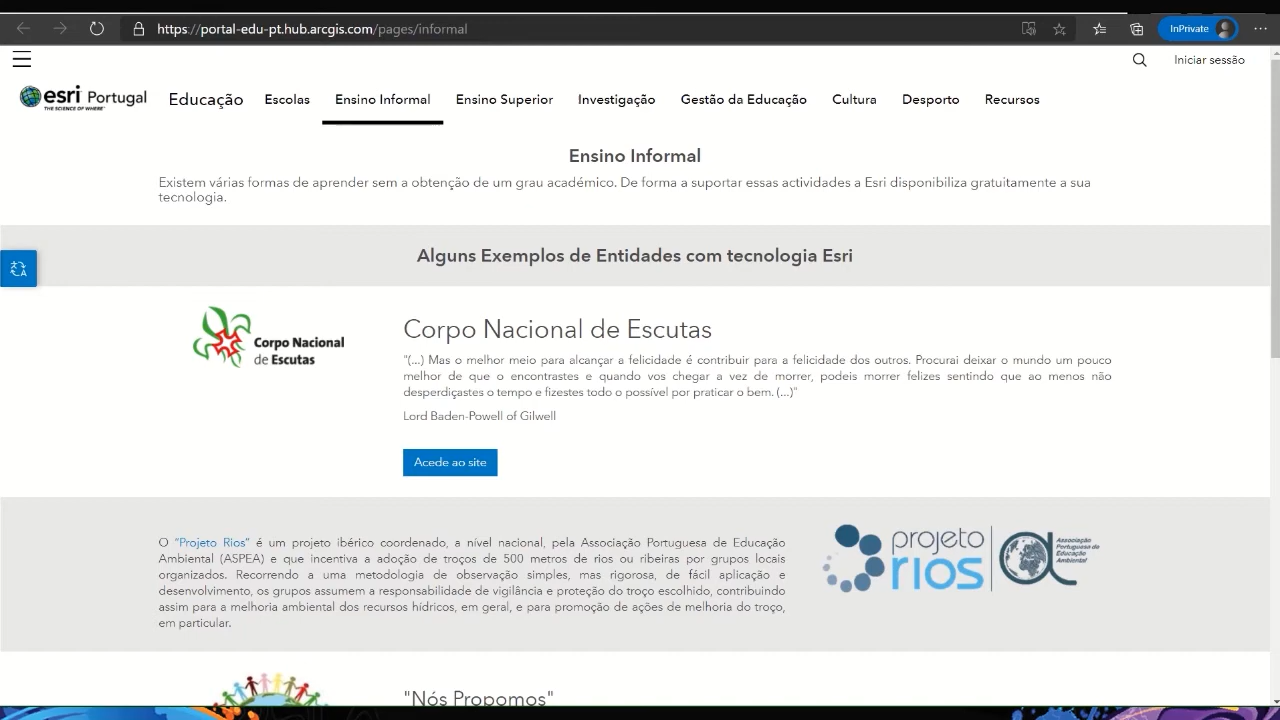 https://portal-edu-pt.hub.arcgis.com/pages/informal
InPrivate
Iniciar sessão
esri Portugal
THE SCIENCE OF WHERE
Educação Escolas Ensino Informal Ensino Superior Investigação Gestão da Educação Cultura Desporto Recursos
Ensino Informal
Existem várias formas de aprender sem a obtenção de um grau académico. De forma a suportar essas actividades a Esri disponibiliza gratuitamente a sua
tecnologia.
Alguns Exemplos de Entidades com tecnologia Esri
Corpo Nacional
de Escutas
Corpo Nacional de Escutas
"(...) Mas o melhor meio para alcançar a felicidade é contribuir para a felicidade dos outros. Procurai deixar o mundo um pouco
melhor de que o encontrastes e quando vos chegar a vez de morrer, podeis morrer felizes sentindo que ao menos não
desperdiçastes o tempo e fizestes todo o possível por praticar o bem. (...)"
Lord Baden-Powell of Gilwell
Acede ao site
O "Projeto Rios" é um projeto ibérico coordenado, a nível nacional, pela Associação Portuguesa de Educação
Ambiental (ASPEA) e que incentiva a adoção de troços de 500 metros de rios ou ribeiras por grupos locais
organizados. Recorrendo a uma metodologia de observação simples, mas rigorosa, de fácil aplicação e
desenvolvimento, os grupos assumem a responsabilidade de vigilância e proteção do troço escolhido, contribuindo
assim para a melhoria ambiental dos recursos hídricos, em geral, e para promoção de ações de melhoria do troço,
em particular.
projeto
rios
Associação
Portuguesa de
Educação
Ambiental
"Nós Propomos"